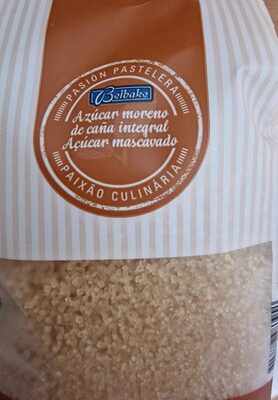 PASIÓN PASTELERA
Belbake
Azúcar moreno
de caña integral
Açúcar mascavado
PAIXÃO CULINÁRIA